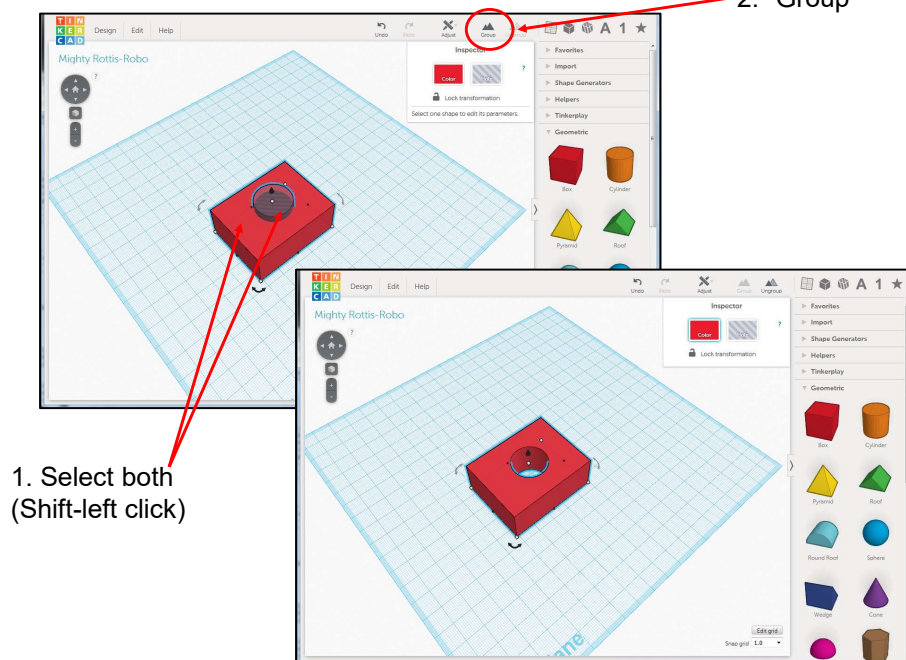 2. "Group"
TIN
KER
CAD
Design Edit Help
Undo Redo Adjust Group
A 1
Mighty Rottis-Robo
?
Inspector
Color
?
Lock transformation
Select one shape to edit its parameters.
Favorites
Import
Shape Generators
Helpers
Tinkerplay
Geometric
Box Cylinder
Pyramid Roof
1. Select both
(Shift-left click)
TIN
KER
CAD
Design Edit Help
Undo Redo Adjust Group Ungroup
A 1
Mighty Rottis-Robo
?
Inspector
Color
?
Lock transformation
Favorites
Import
Shape Generators
Helpers
Tinkerplay
Geometric
Box Cylinder
Pyramid Roof
Round Roof Sphere
Wedge Cone
Edit grid
Snap grid 1.0